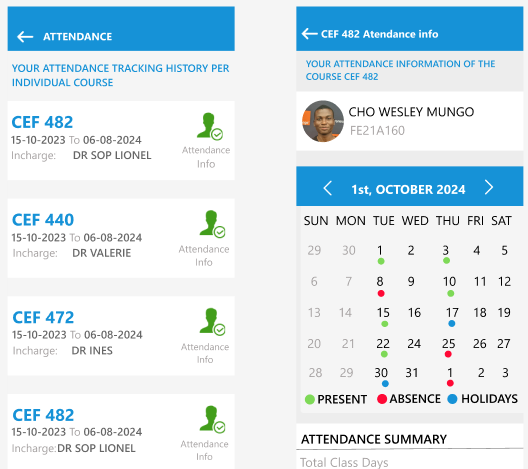 ATTENDANCE
YOUR ATTENDANCE TRACKING HISTORY PER
INDIVIDUAL COURSE
CEF 482
15-10-2023 To 06-08-2024
Incharge: DR SOP LIONEL
Attendance
Info
CEF 440
15-10-2023 To 06-08-2024
Incharge: DR VALERIE
Attendance
Info
CEF 472
15-10-2023 To 06-08-2024
Incharge: DR INES
Attendance
Info
CEF 482
15-10-2023 To 06-08-2024
Incharge:DR SOP LIONEL
Attendance
Info
CEF 482 Atendance info
YOUR ATTENDANCE INFORMATION OF THE
COURSE CEF 482
CHO WESLEY MUNGO
FE21A160
1st, OCTOBER 2024
SUN MON TUE WED THU FRI SAT
29 30 1 2 3 4 5
6 7 8 9 10 11 12
13 14 15 16 17 18 19
20 21 22 24 25 26 27
28 29 30 31 1 2 3
PRESENT ABSENCE HOLIDAYS
ATTENDANCE SUMMARY
Total Class Days